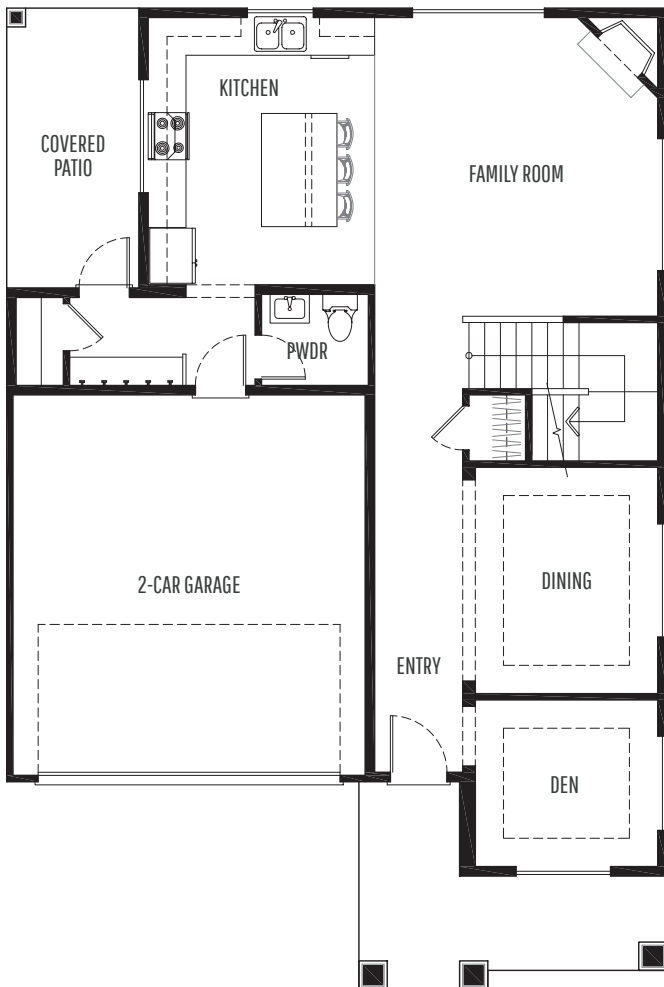 KITCHEN
COVERED
PATIO
FAMILY ROOM
PWDR
2-CAR GARAGE
DINING
ENTRY
DEN